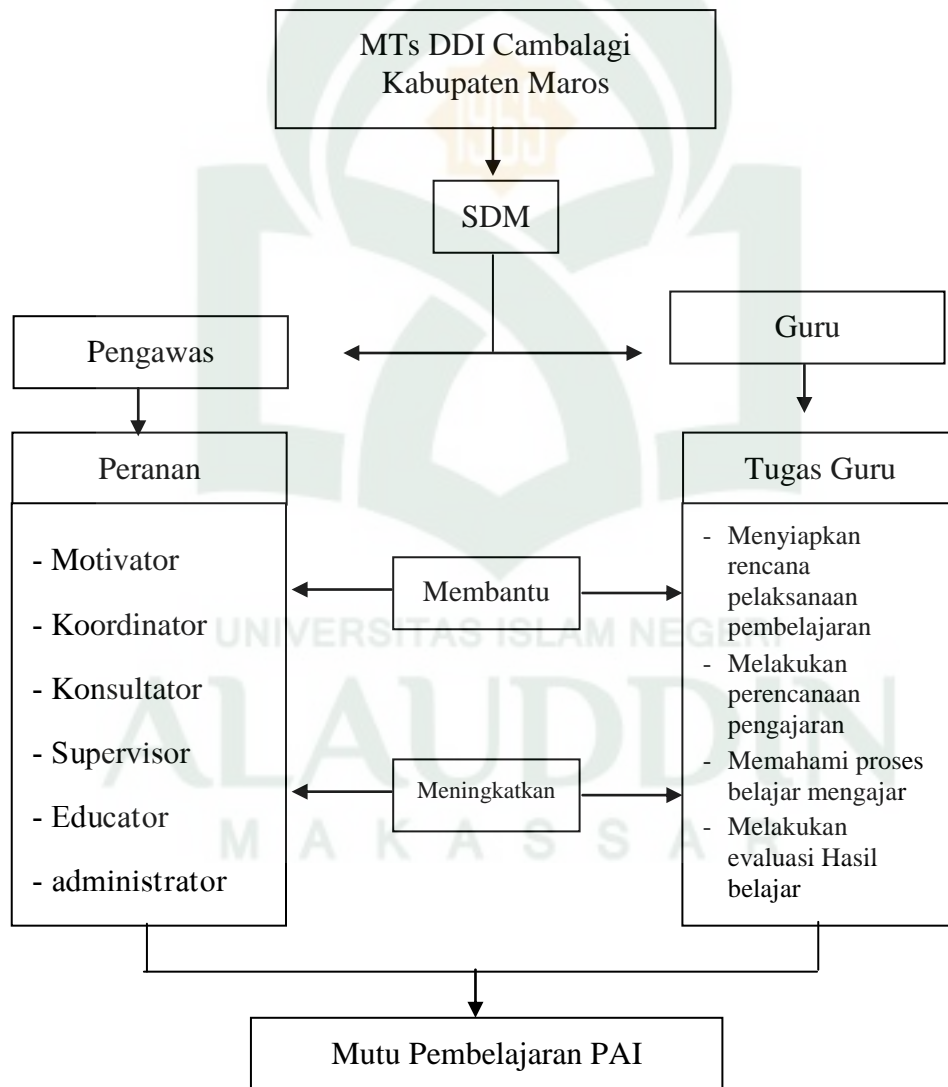 MTs DDI Cambalagi
Kabupaten Maros
1965
SDM
Pengawas
Guru
Peranan
- Motivator
- Koordinator
- Konsultator
- Supervisor
- Educator
- administrator
Membantu
Meningkatkan
Tugas Guru
- Menyiapkan
rencana
pelaksanaan
pembelajaran
- Melakukan
perencanaan
pengajaran
- Memahami proses
belajar mengajar
- Melakukan
evaluasi Hasil
belajar
UNIVERSITAS ISLAM NEGERI
ALAUDDIN
MAKASSAR
Mutu Pembelajaran PAI